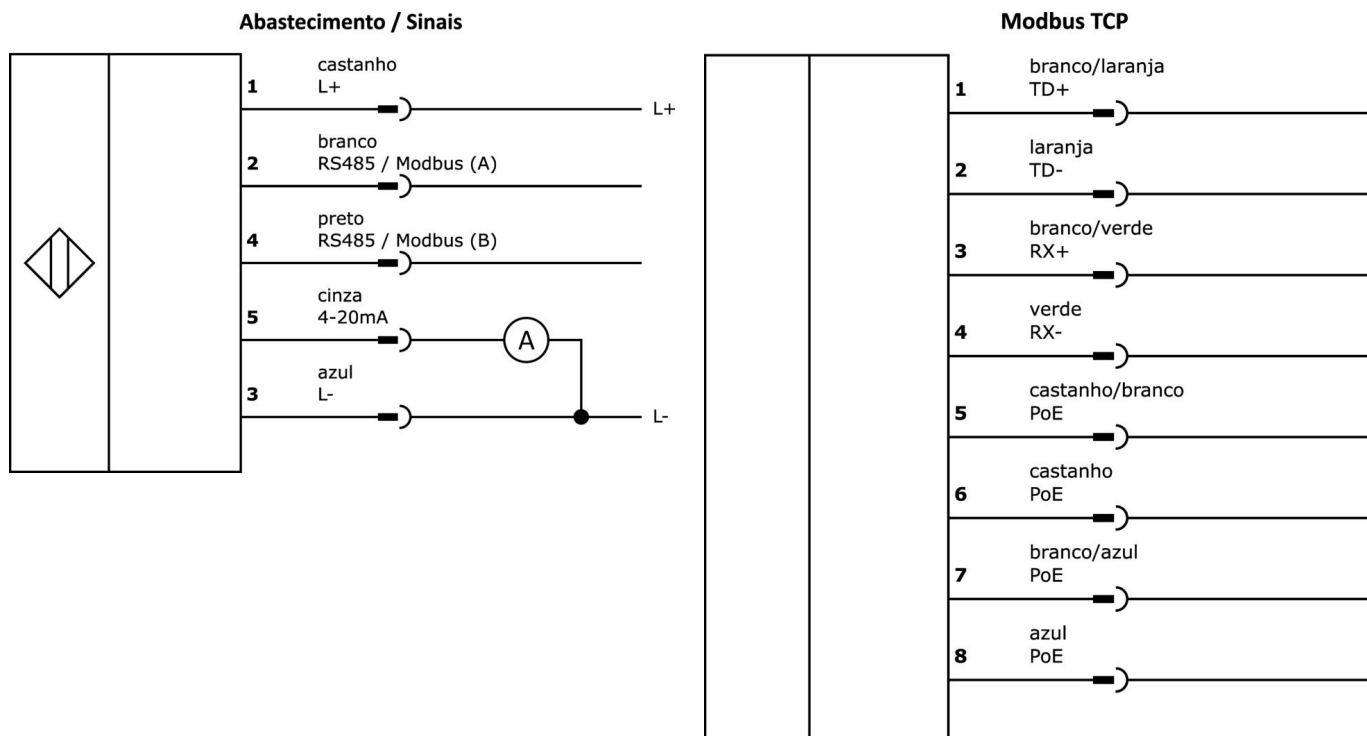 Abastecimento / Sinais
castanho
1 L+
L+
branco
2 RS485 / Modbus (A)
preto
4 RS485 / Modbus (B)
cinza
5 4-20mA
A
azul
3 L-
L-
Modbus TCP
branco/laranja
1 TD+
laranja
2 TD-
branco/verde
3 RX+
verde
4 RX-
castanho/branco
5 PoE
castanho
6 PoE
branco/azul
7 PoE
azul
8 PoE